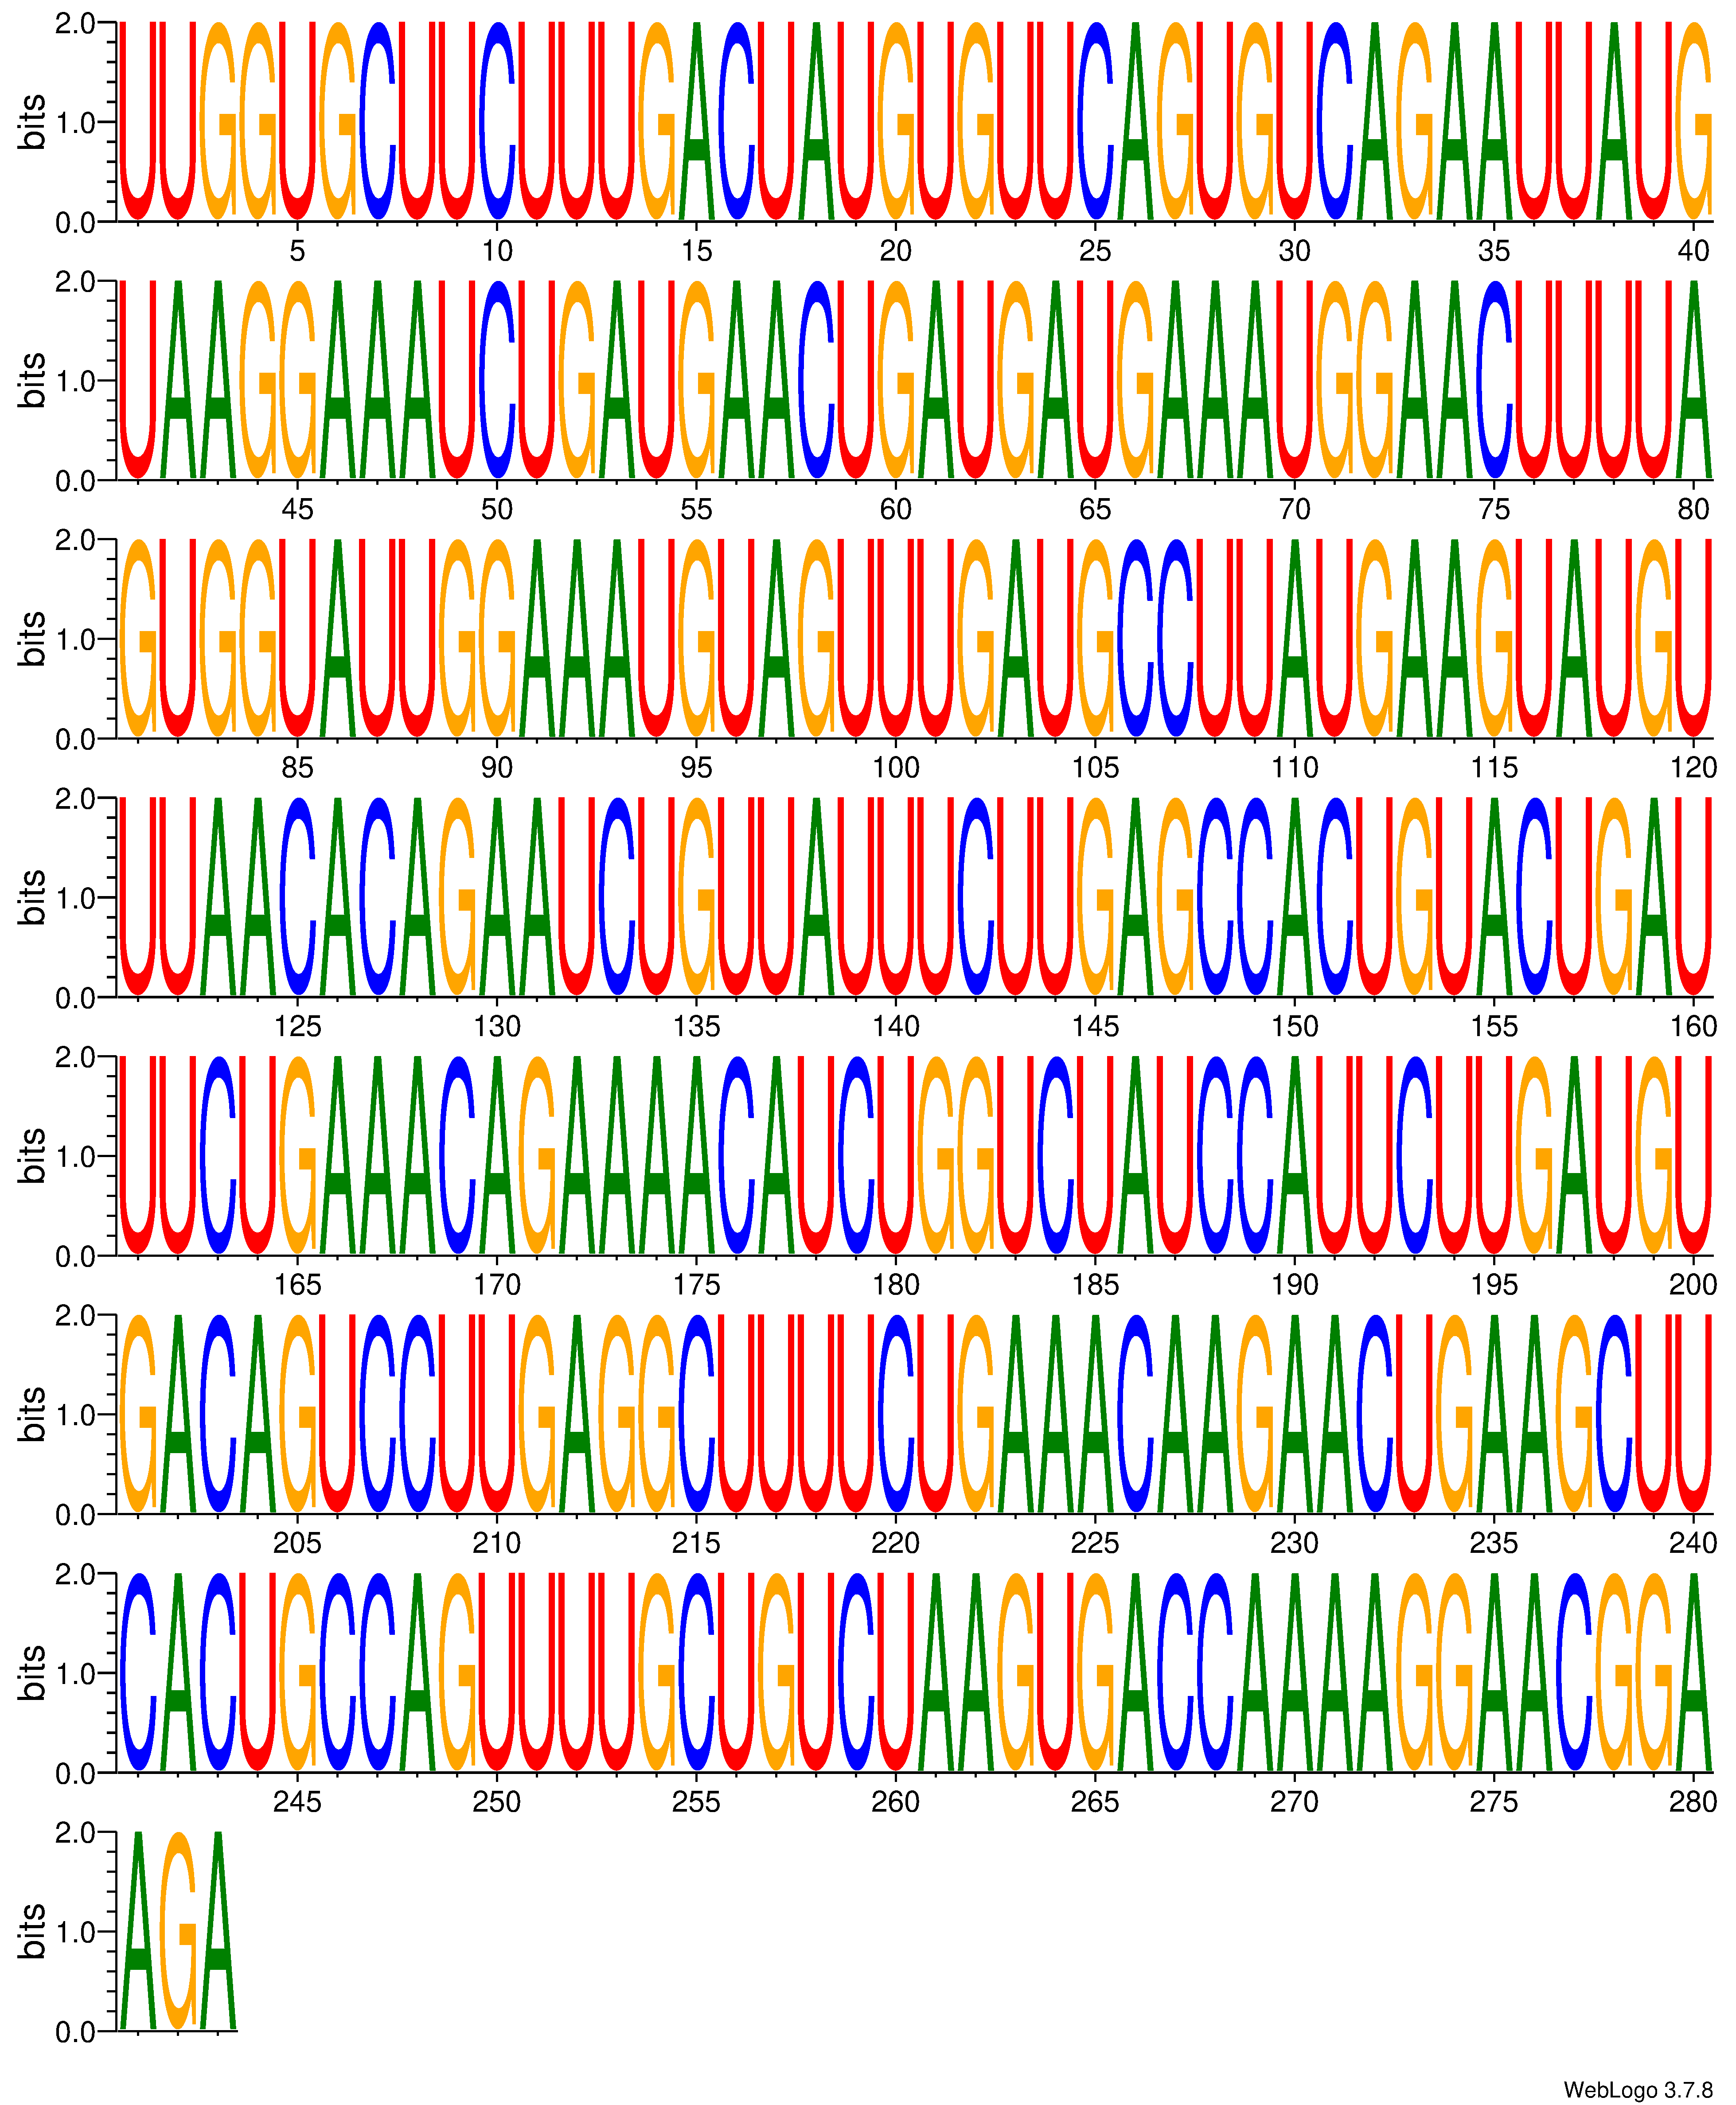 2.0
1.0
0.0
bits
UUGGUGCUUCUUUGACUAUGUGUUCAGUGUCAGAAUUAUG
5 10 15 20 25 30 35 40
2.0
1.0
0.0
bits
UAAGGAAAUCUGAUGAACUGAUGAUGAAAUGGAACUUUUA
45 50 55 60 65 70 75 80
2.0
1.0
0.0
bits
GUGGUAUUGGAAAUGUAGUUUGAUGCCUUAUGAAGUAUGU
85 90 95 100 105 110 115 120
2.0
1.0
0.0
bits
UUAACACAGAAUCUGUUAUUUCUUGAGCCACUGUACUGAU
125 130 135 140 145 150 155 160
2.0
1.0
0.0
bits
UUCUGAAACAGAAAACAUCUGGUCUAUCCAUUCUUGAUGU
165 170 175 180 185 190 195 200
2.0
1.0
0.0
bits
GACAGUCCUUGAGGCUUUUCUGAAACAAGAACUGAAGCUU
205 210 215 220 225 230 235 240
2.0
1.0
0.0
bits
CACUGCCAGUUUUGCUGUCUAAGUGACCAAAAGGAACGGA
245 250 255 260 265 270 275 280
2.0
1.0
0.0
bits
AGA
WebLogo 3.7.8